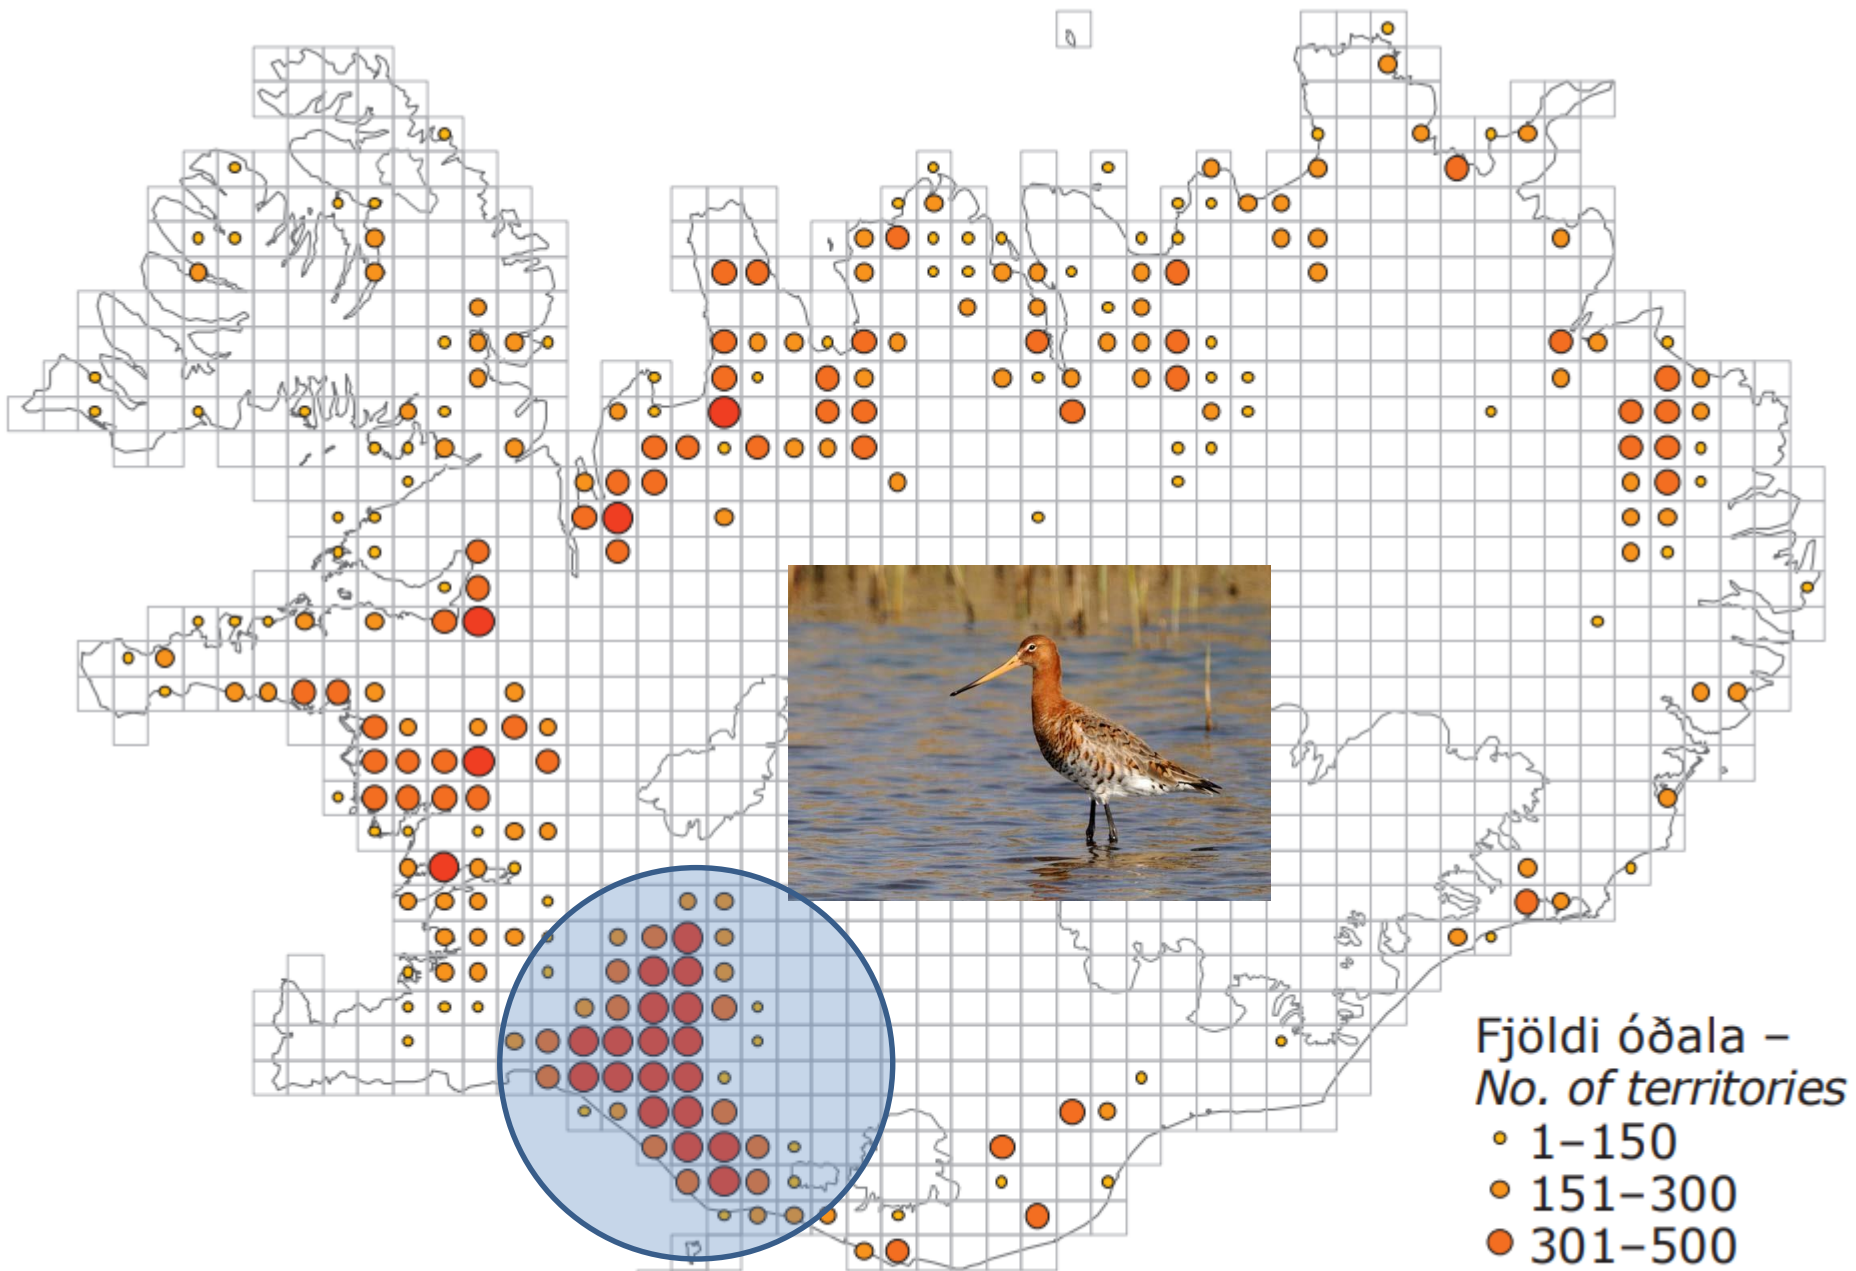 Fjöldi óðala –
No. of territories
1–150
151–300
301–500